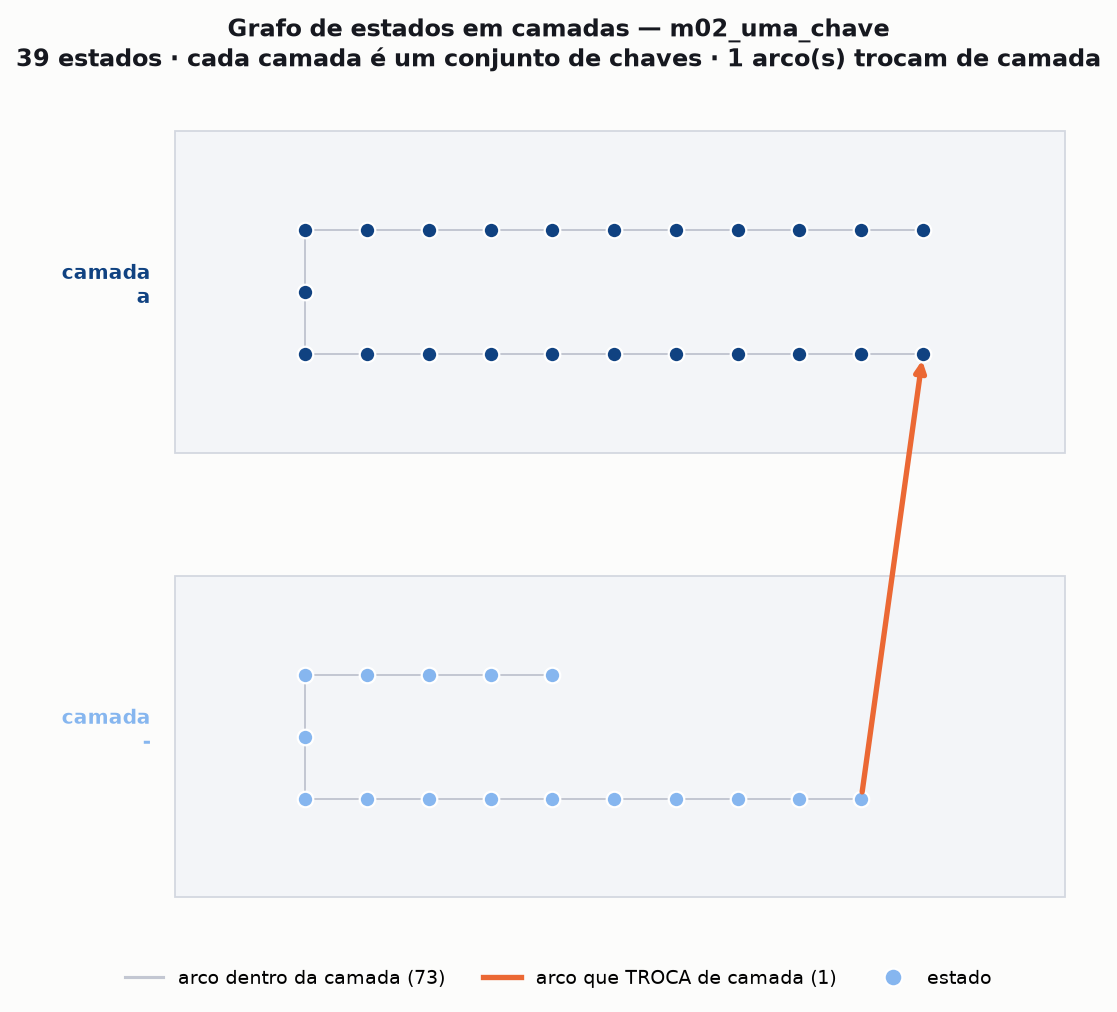 Grafo de estados em camadas — m02_uma_chave
39 estados · cada camada é um conjunto de chaves · 1 arco(s) trocam de camada
camada
a
camada
-
arco dentro da camada (73)
arco que TROCA de camada (1)
estado